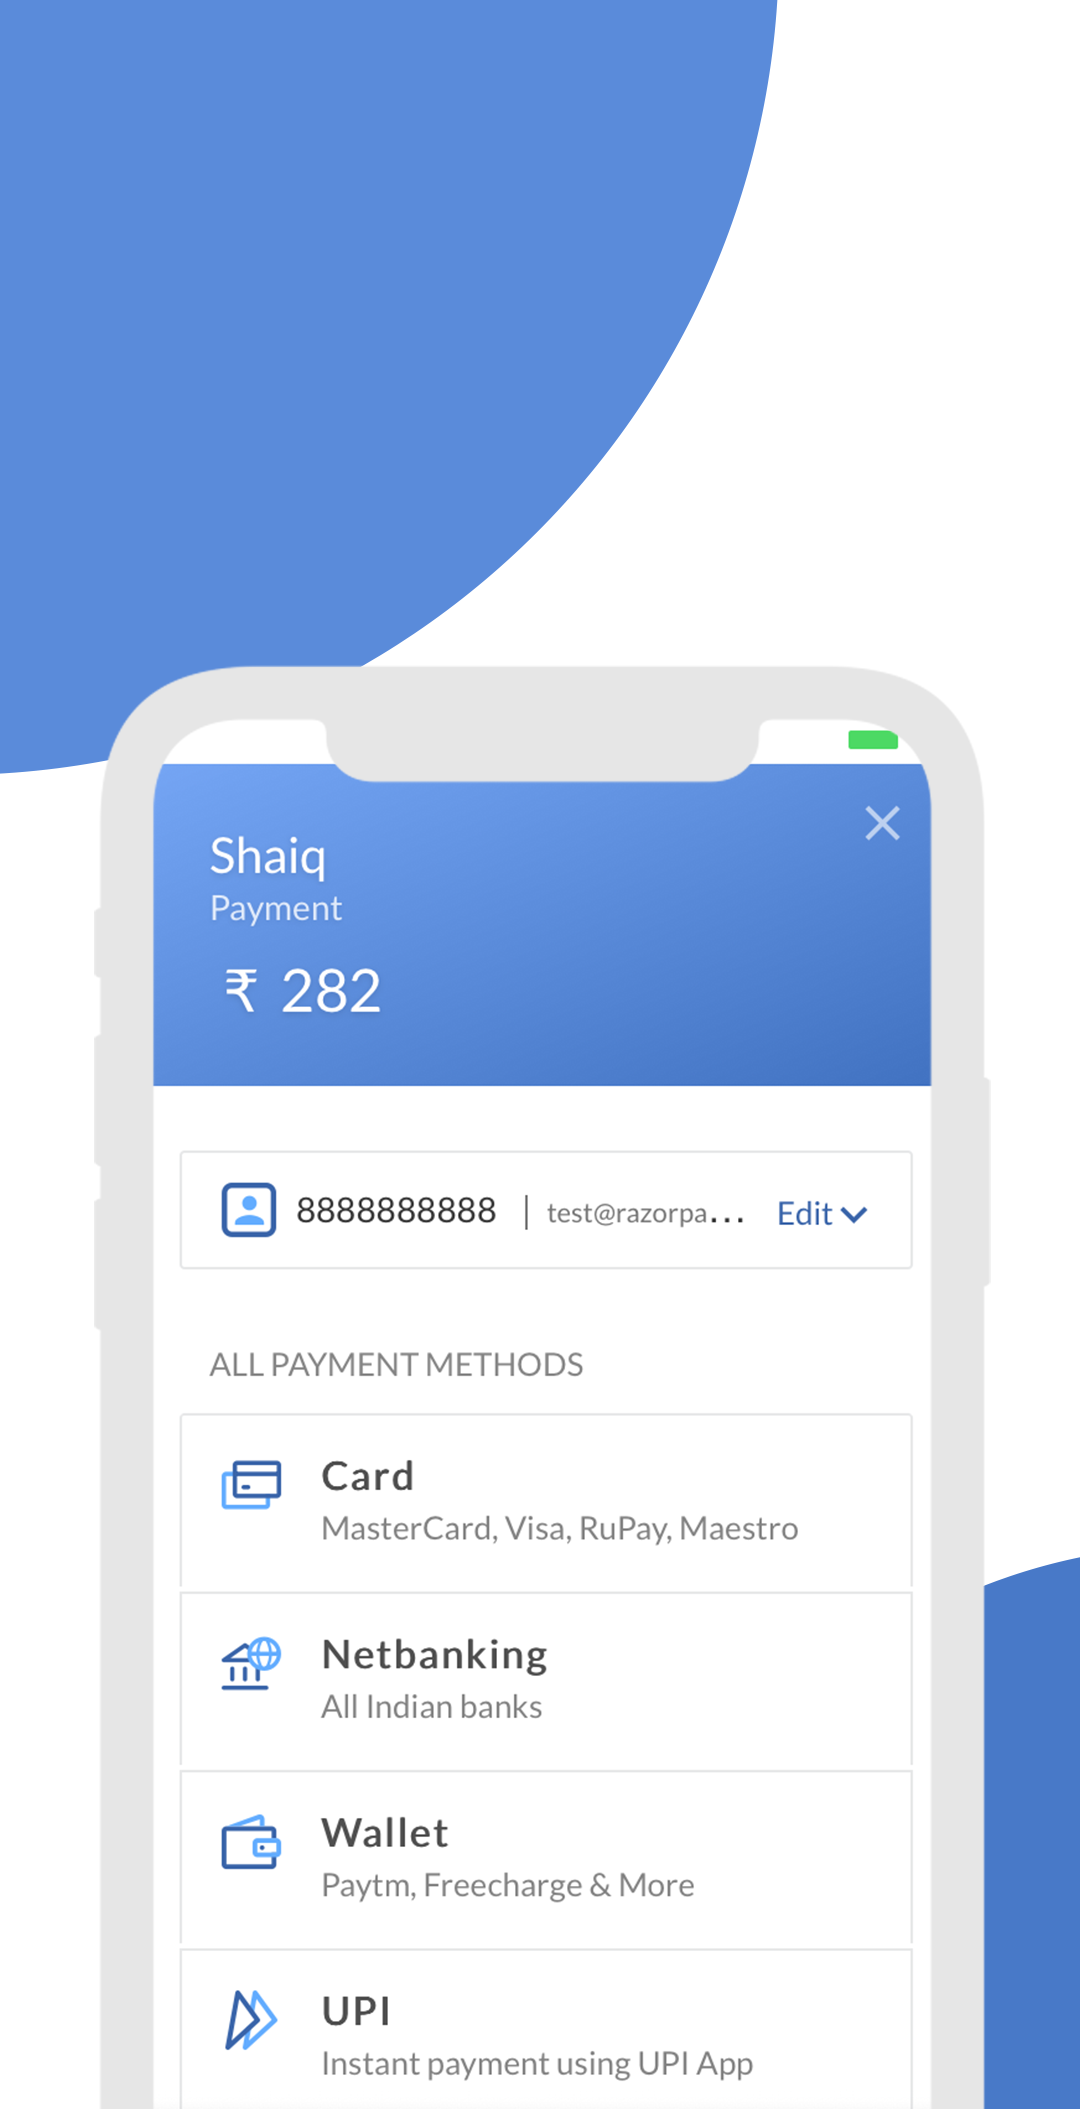 Shaiq
Payment
₹ 282
8888888888 | test@razorpa... Edit
ALL PAYMENT METHODS
Card
MasterCard, Visa, RuPay, Maestro
Netbanking
All Indian banks
Wallet
Paytm, Freecharge & More
UPI
Instant payment using UPI App